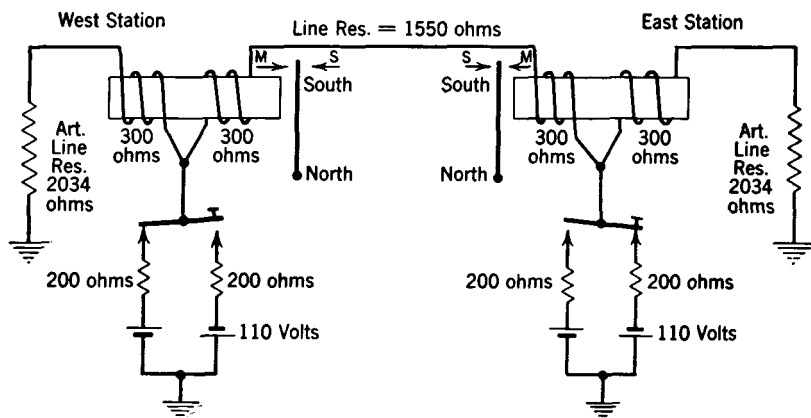 West Station
Line Res. = 1550 ohms
East Station
M
S
S
M
South
South
300 ohms
300 ohms
300 ohms
300 ohms
Art. Line Res. 2034 ohms
Art. Line Res. 2034 ohms
North
North
200 ohms
200 ohms
200 ohms
200 ohms
110 Volts
110 Volts